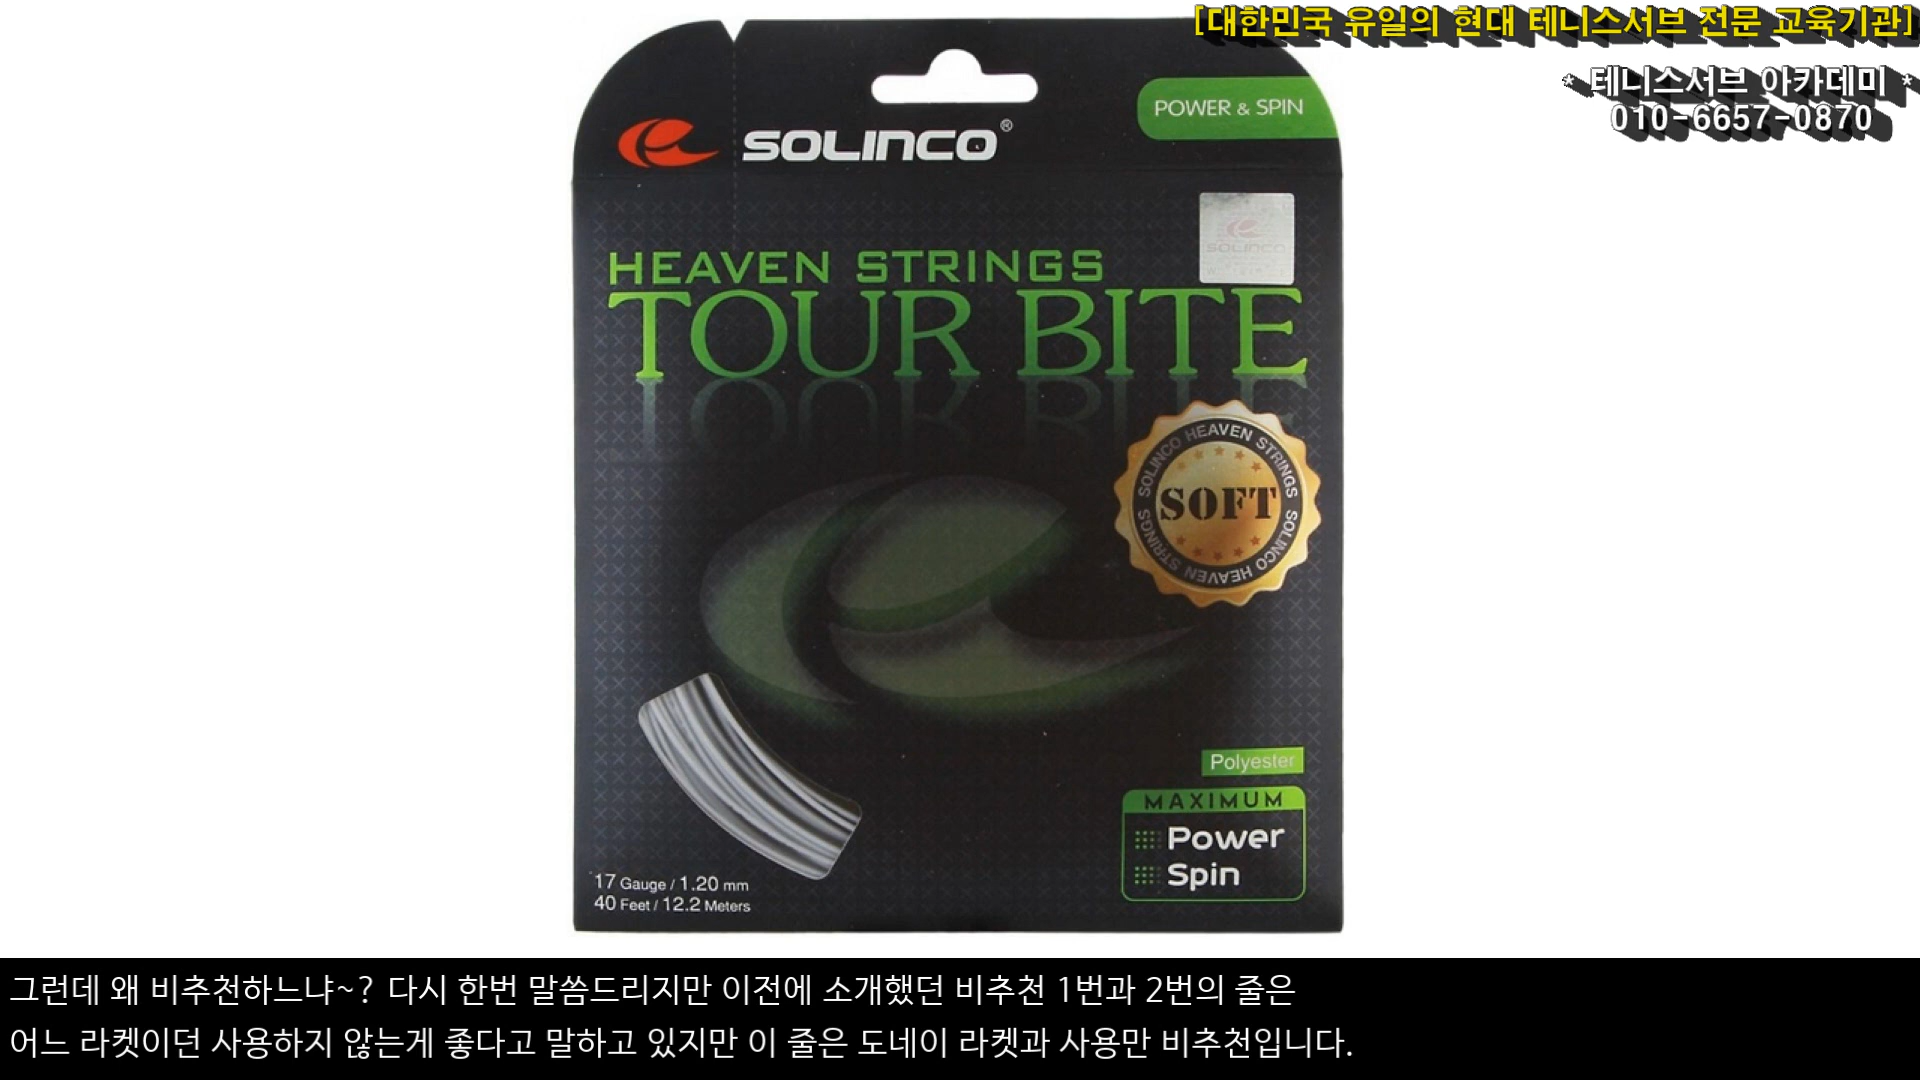 [대한민국 유일의 현대 테니스서브 전문 교육기관]
* 테니스서브 아카데미 *
010-6657-0870
POWER & SPIN
SOLINCO®
SOLINCO
HEAVEN STRINGS
TOUR BITE
SOLINCO HEAVEN STRINGS
SOFT
SOLINCO HEAVEN STRINGS
Polyester
MAXIMUM
Power
Spin
17 Gauge / 1.20 mm
40 Feet / 12.2 Meters
그런데 왜 비추천하느냐~? 다시 한번 말씀드리지만 이전에 소개했던 비추천 1번과 2번의 줄은
어느 라켓이던 사용하지 않는게 좋다고 말하고 있지만 이 줄은 도네이 라켓과 사용만 비추천입니다.